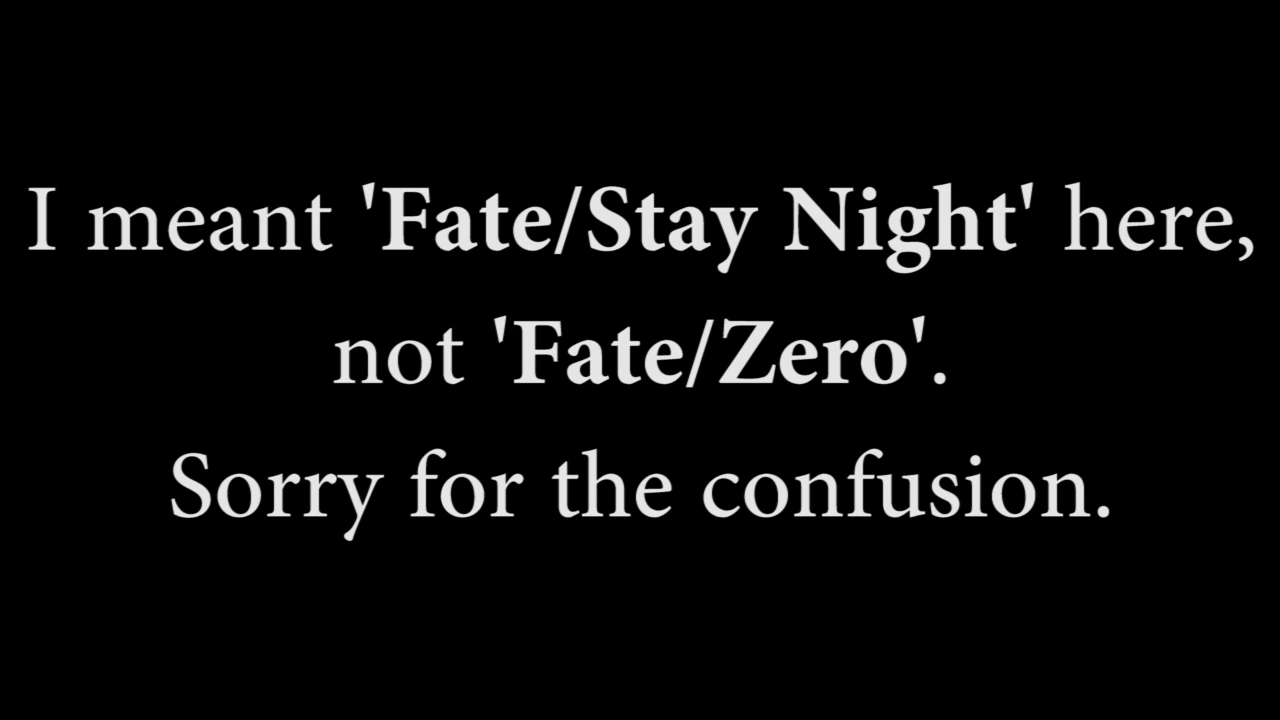 I meant 'Fate/Stay Night' here,
not 'Fate/Zero'.
Sorry for the confusion.